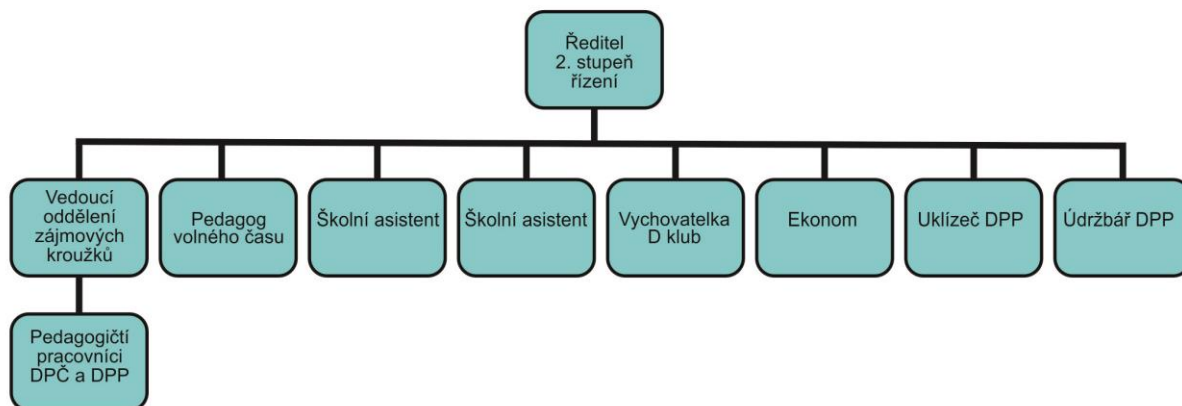 Ředitel
2. stupeň
řízení
Vedoucí
oddělení
zájmových
kroužků
Pedagog
volného času
Školní asistent
Školní asistent
Vychovatelka
D klub
Ekonom
Uklízeč DPP
Údržbář DPP
Pedagogičtí
pracovníci
DPČ a DPP